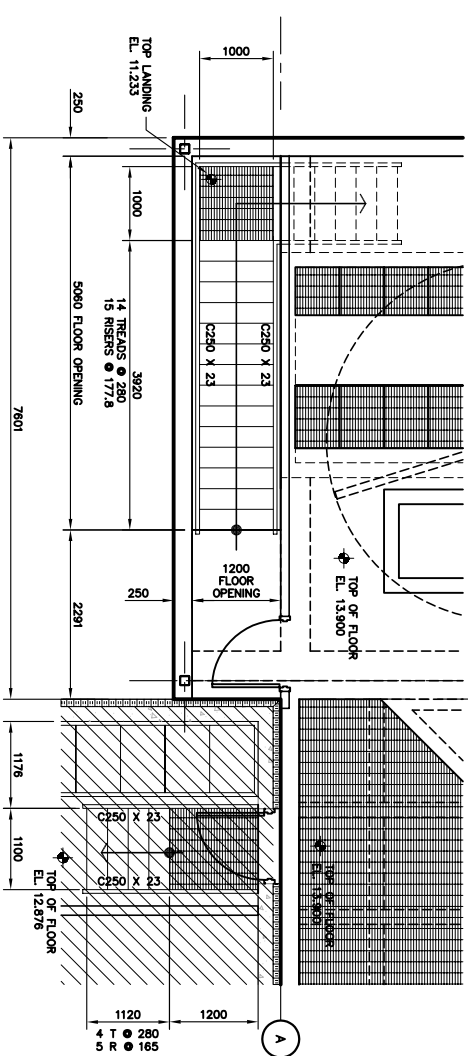 1000
TOP LANDING
EL. 11.233
250
1000
5060 FLOOR OPENING
7601
3920
14 TREADS @ 280
15 RISERS @ 177.8
C250 X 23
C250 X 23
1200
FLOOR
OPENING
250
2291
TOP OF FLOOR
EL. 13.900
TOP OF FLOOR
EL. 13.900
1176
1100
C250 X 23
C250 X 23
TOP OF FLOOR
EL. 12.876
1120
4 T @ 280
5 R @ 165
1200
A